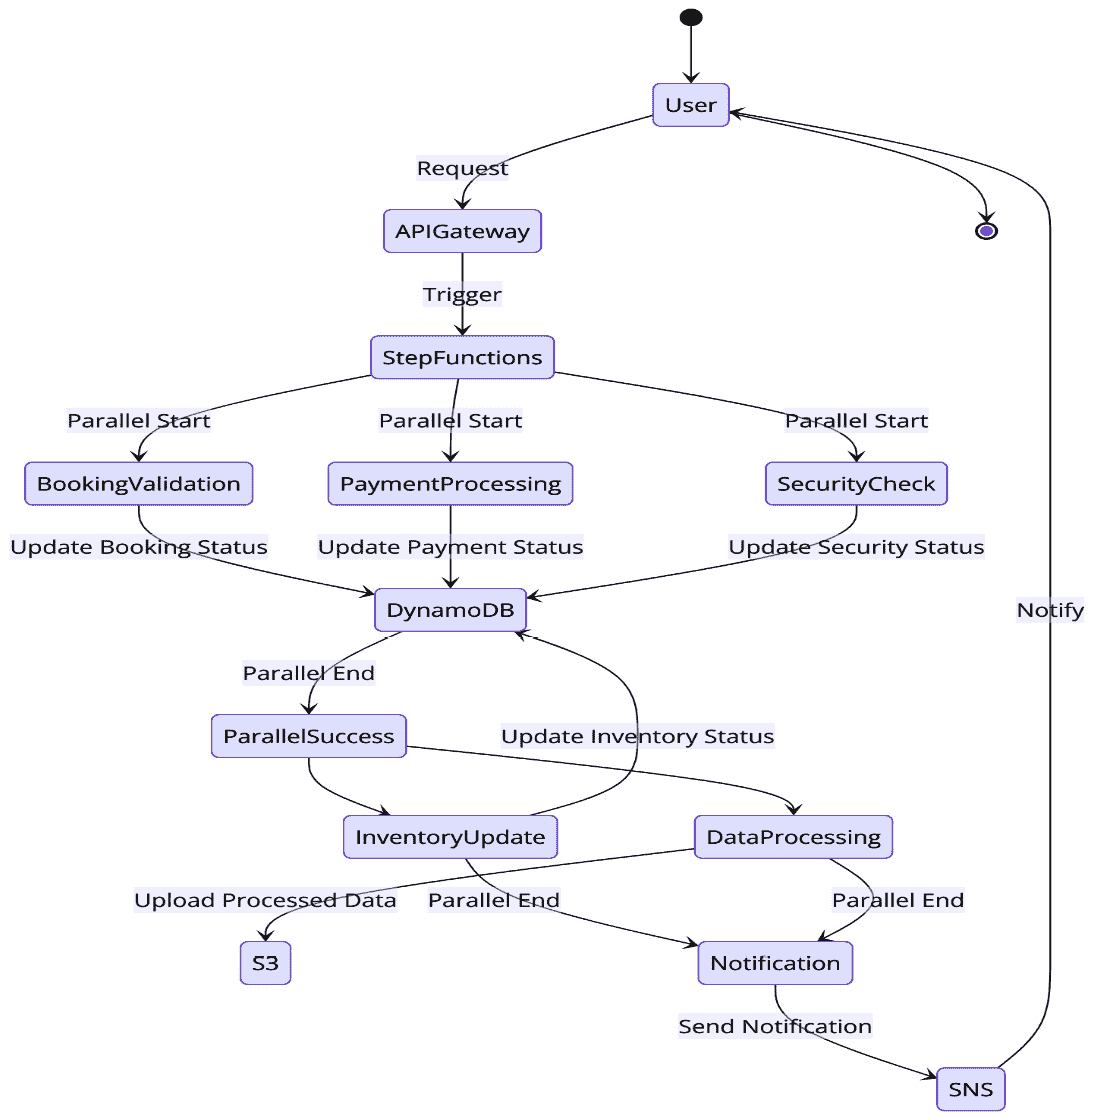 User
Request
APIGateway
Trigger
StepFunctions
Parallel Start
Parallel Start
Parallel Start
BookingValidation
PaymentProcessing
SecurityCheck
Update Booking Status
Update Payment Status
Update Security Status
DynamoDB
Notify
Parallel End
ParallelSuccess
Update Inventory Status
InventoryUpdate
DataProcessing
Upload Processed Data
Parallel End
Parallel End
S3
Notification
Send Notification
SNS